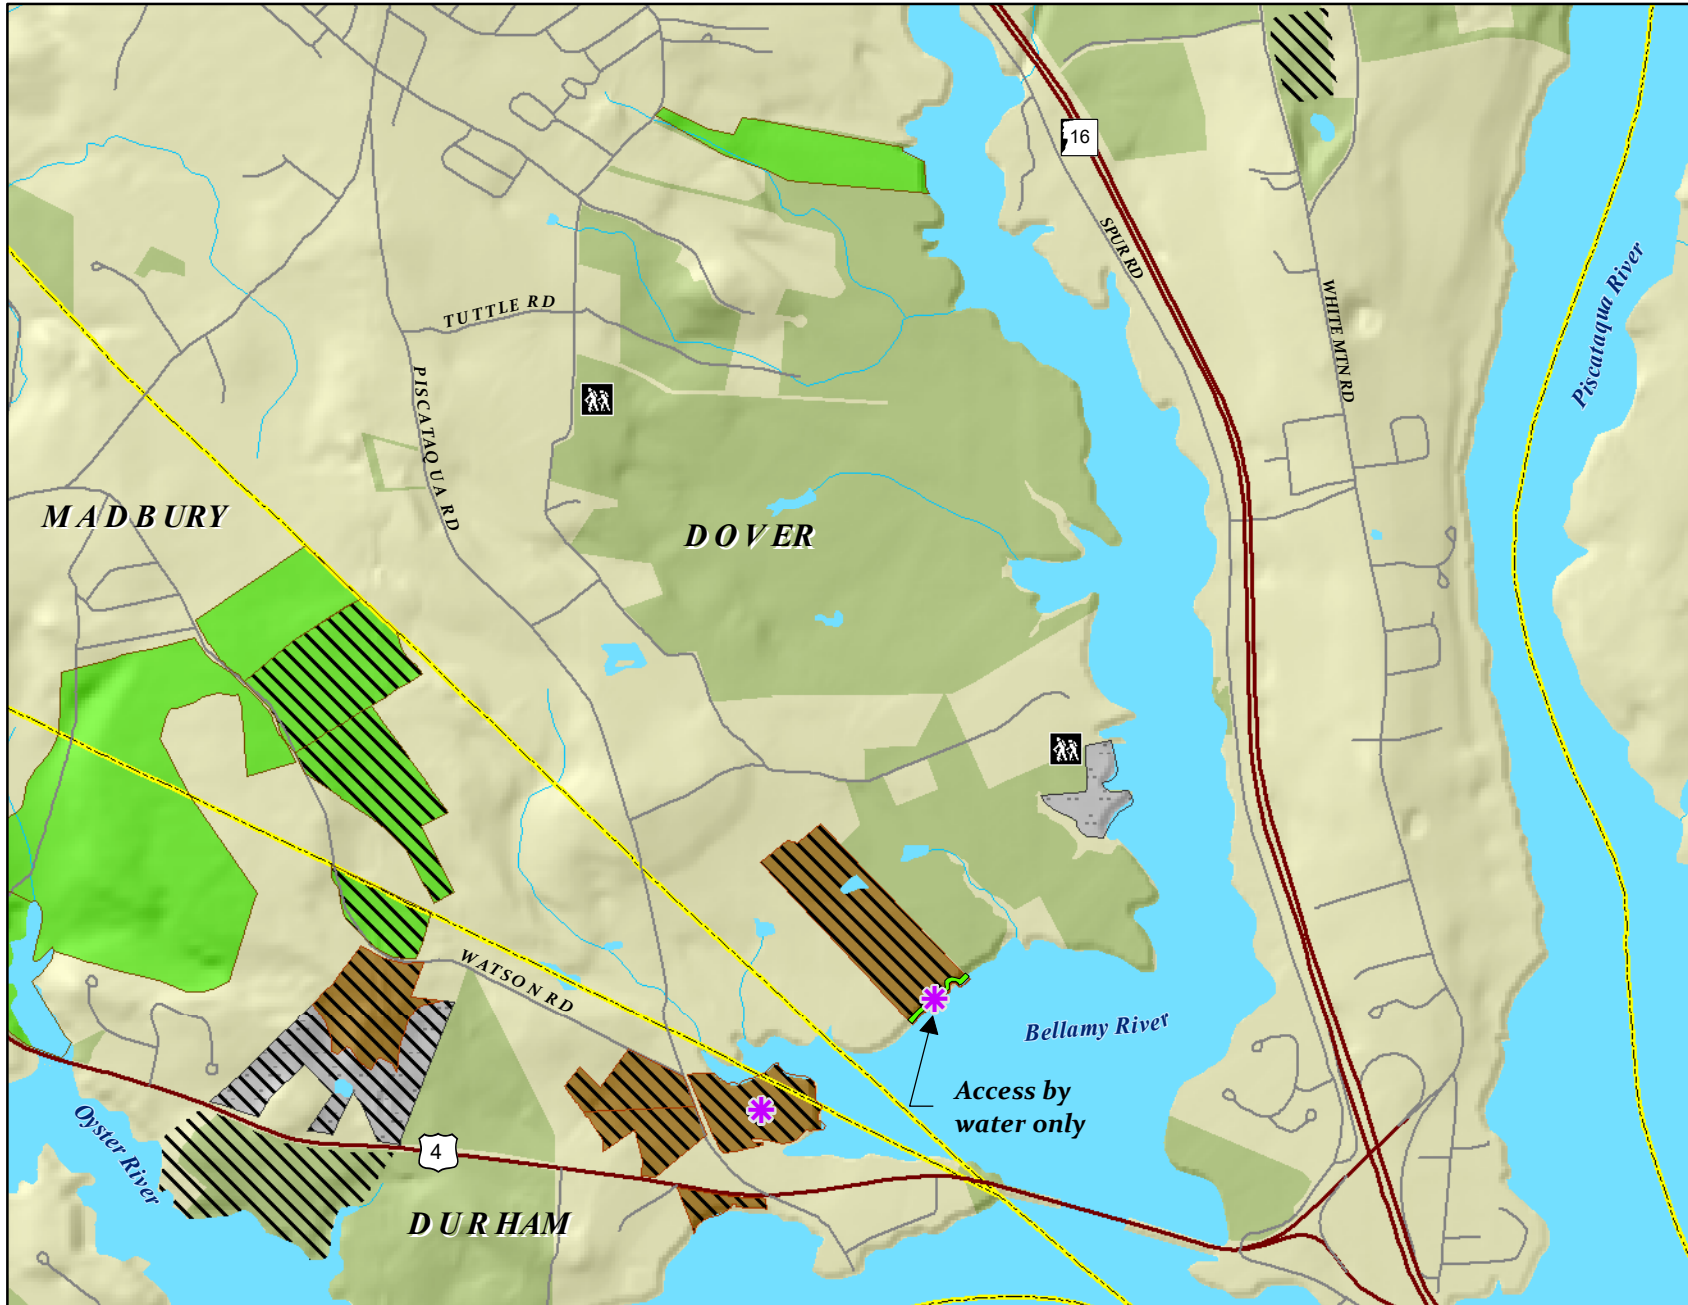 16
SPUR RD
WHITE MTN RD
Piscataqua River
TUTTLE RD
PISCATAQUA RD
MADBURY
DOVER
WATSON RD
Bellamy River
Access by
water only
Oyster River
4
DURHAM